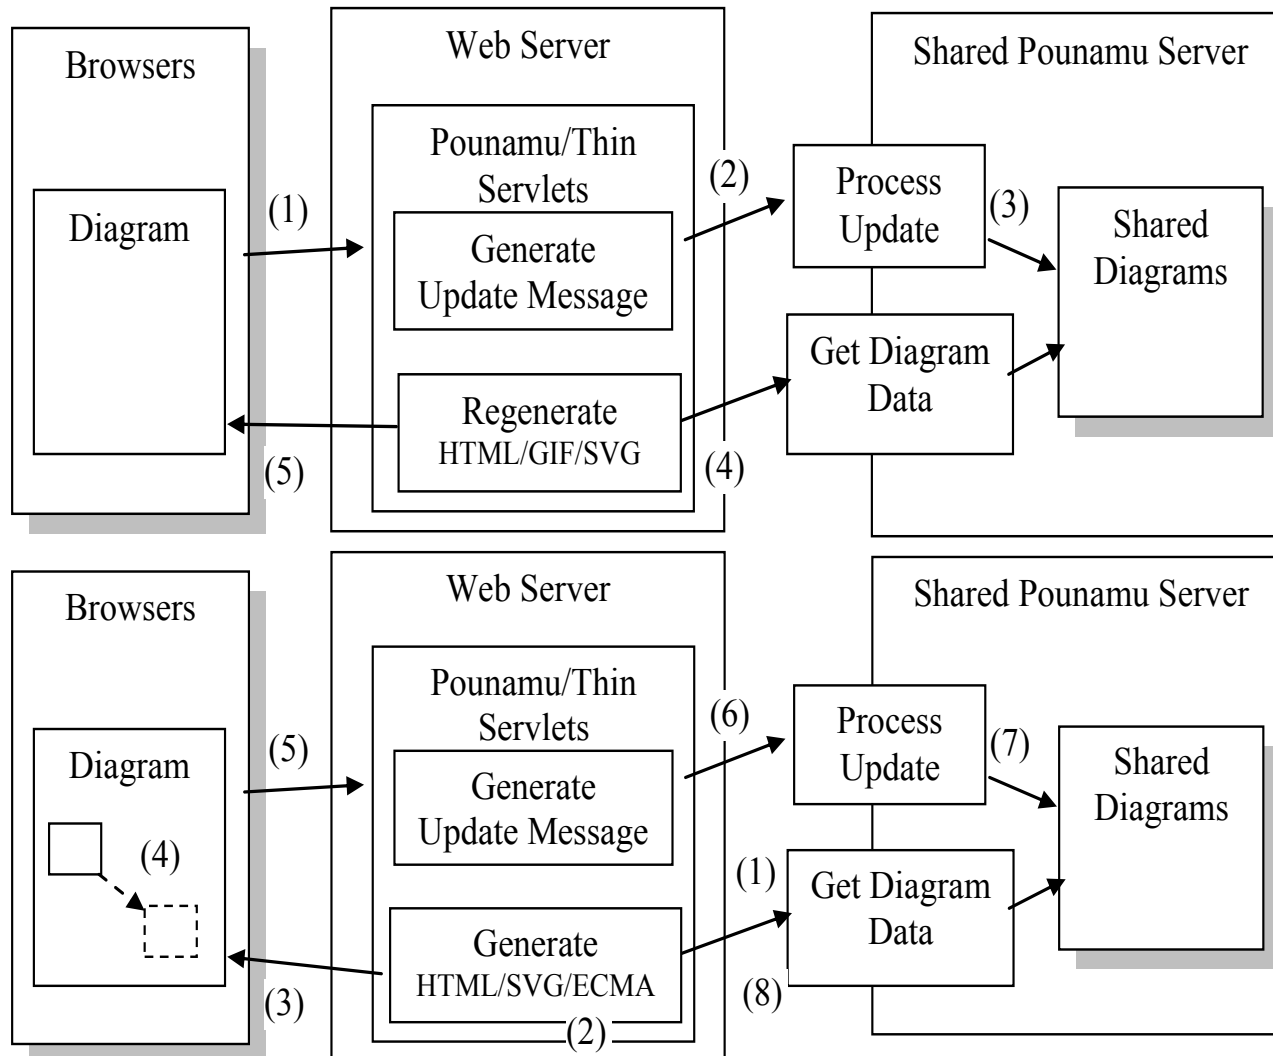 Browsers
Web Server
Shared Pounamu Server
Pounamu/Thin
Servlets
(1)
(2)
Process
Update
(3)
Diagram
Generate
Update Message
Shared
Diagrams
Get Diagram
Data
Regenerate
HTML/GIF/SVG
(4)
(5)
Browsers
Web Server
Shared Pounamu Server
Pounamu/Thin
Servlets
(5)
(6)
Process
Update
(7)
Diagram
Generate
Update Message
Shared
Diagrams
(4)
(1)
Get Diagram
Data
Generate
HTML/SVG/ECMA
(3)
(2)
(8)